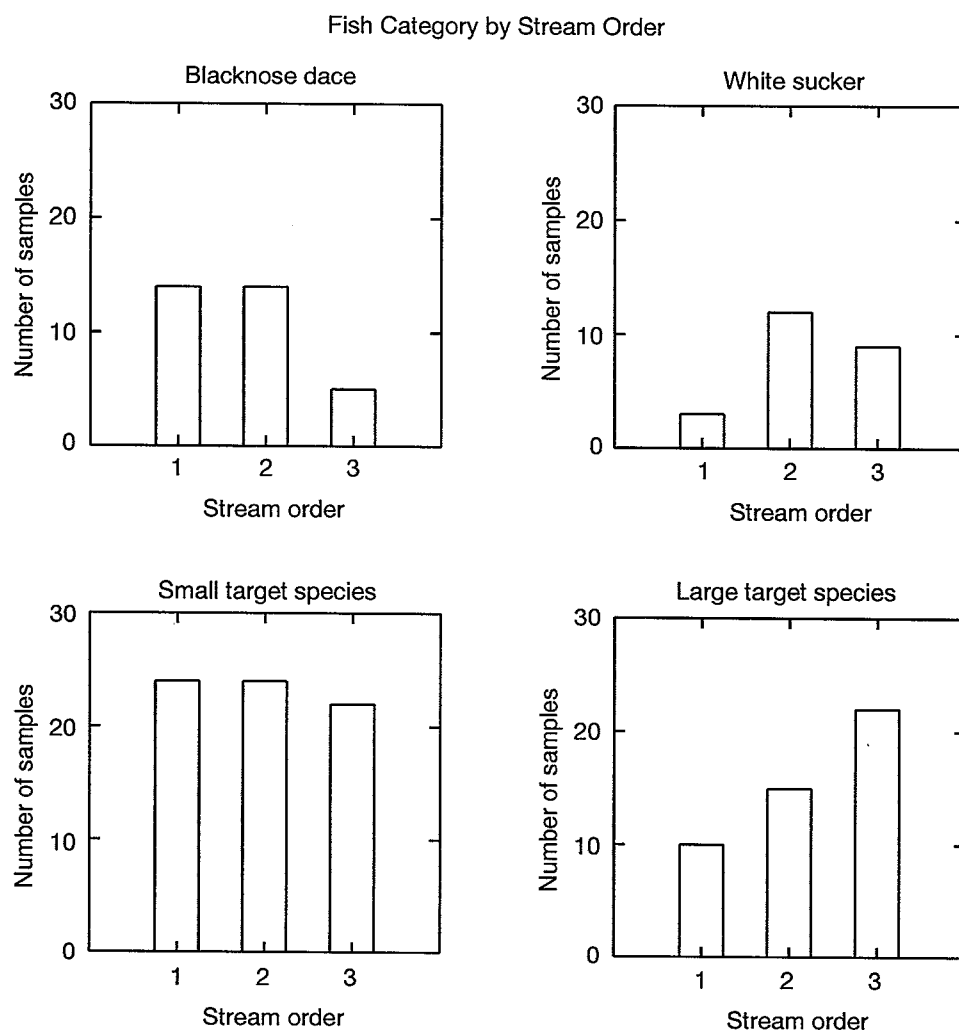 Fish Category by Stream Order
Blacknose dace
30
20
10
0
Number of samples
1 2 3
Stream order
White sucker
30
20
10
0
Number of samples
1 2 3
Stream order
Small target species
30
20
10
0
Number of samples
1 2 3
Stream order
Large target species
30
20
10
0
Number of samples
1 2 3
Stream order